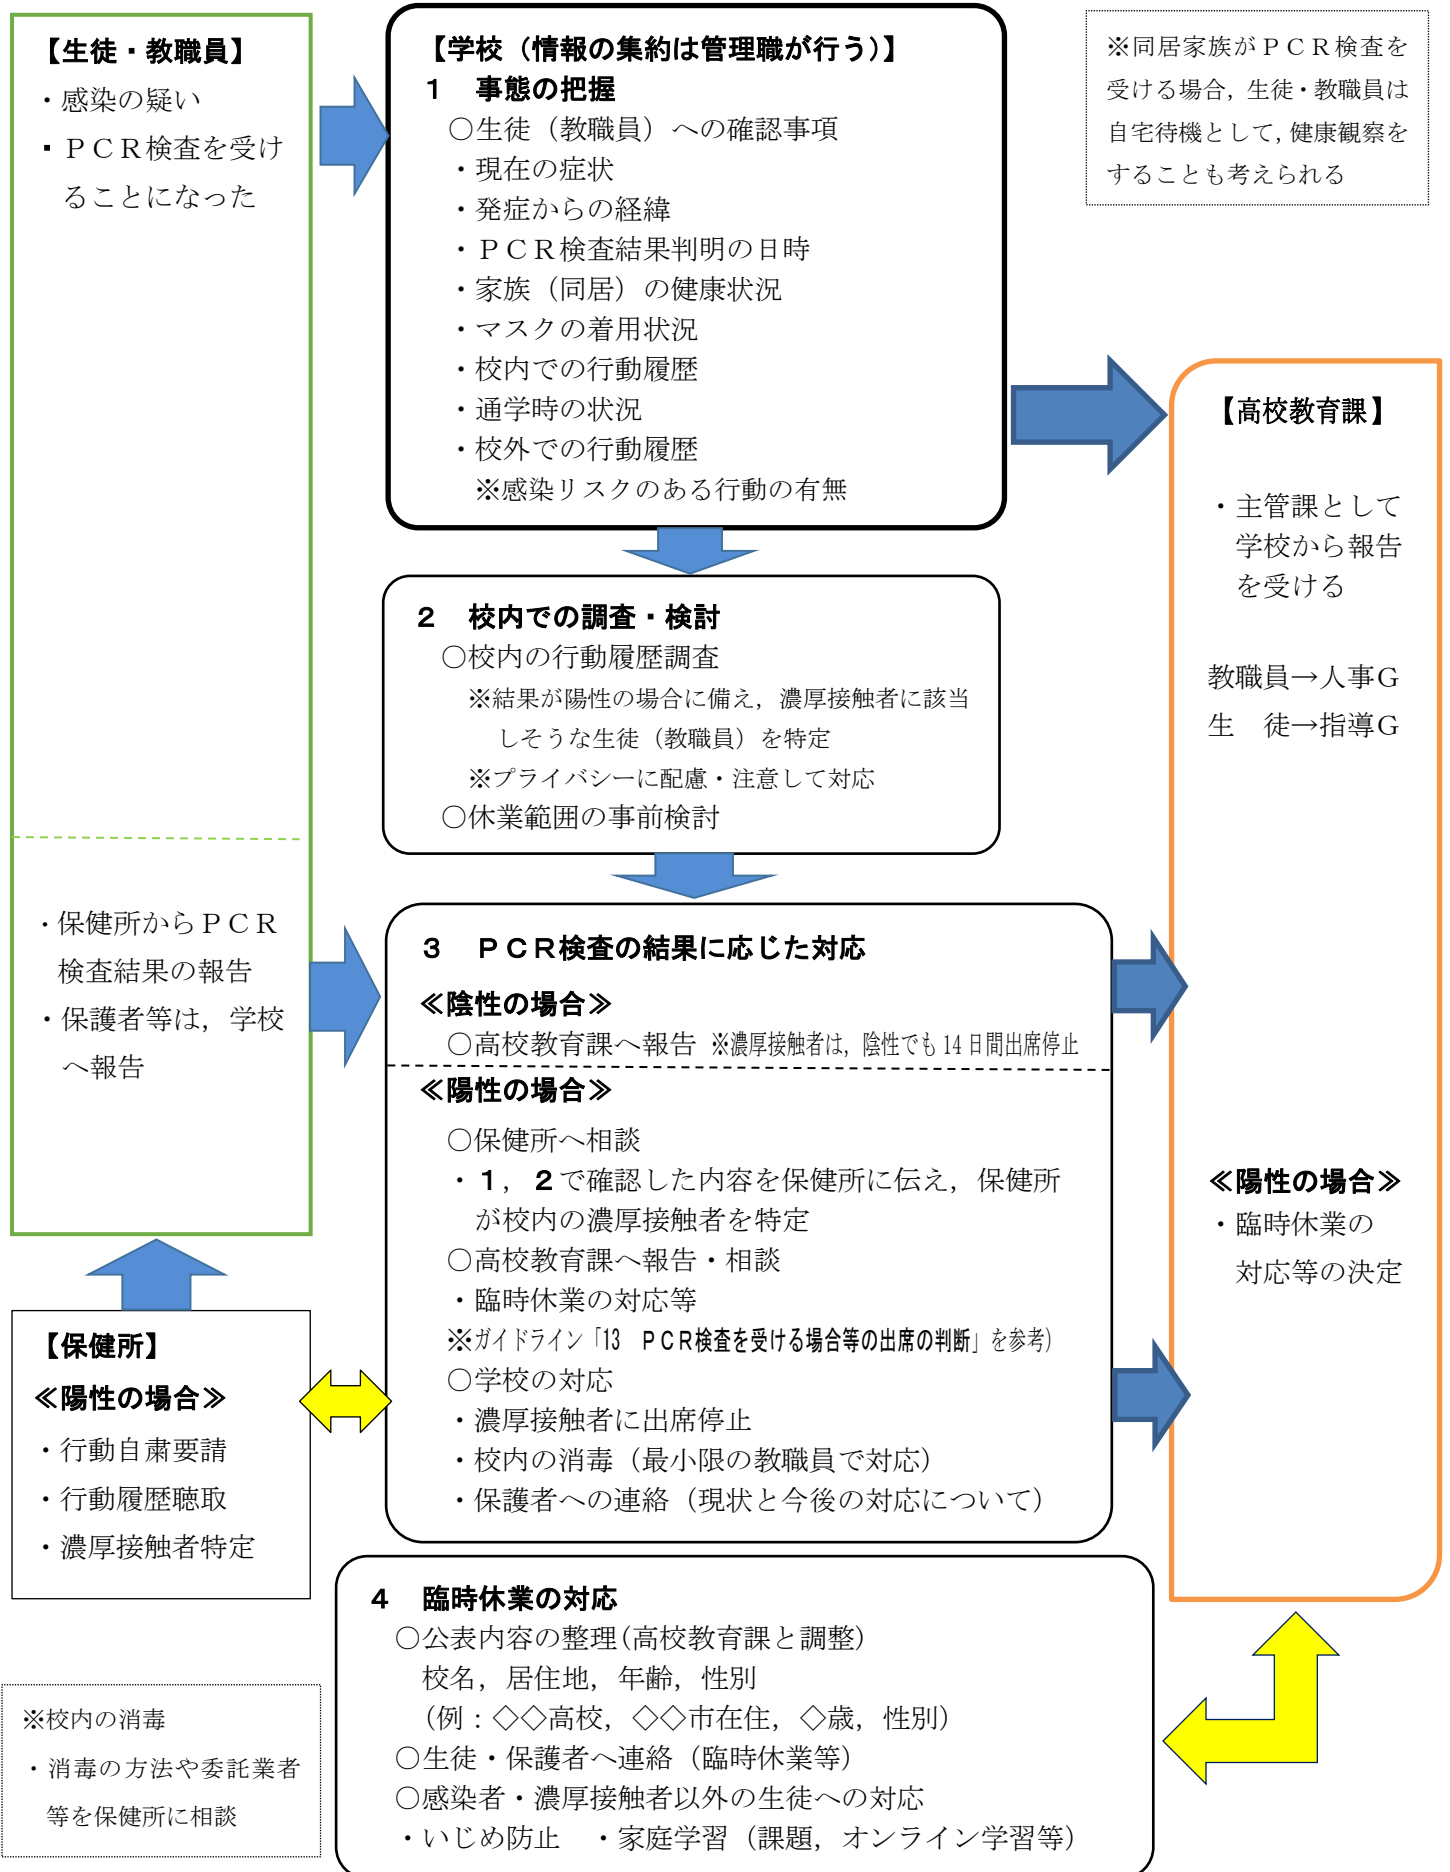 【生徒・教職員】
・感染の疑い
・ＰＣＲ検査を受け
ることになった
・保健所からＰＣＲ
検査結果の報告
・保護者等は，学校
へ報告
【保健所】
≪陽性の場合≫
・行動自粛要請
・行動履歴聴取
・濃厚接触者特定
※校内の消毒
・消毒の方法や委託業者
等を保健所に相談
【学校（情報の集約は管理職が行う）】
１　事態の把握
○生徒（教職員）への確認事項
・現在の症状
・発症からの経緯
・ＰＣＲ検査結果判明の日時
・家族（同居）の健康状況
・マスクの着用状況
・校内での行動履歴
・通学時の状況
・校外での行動履歴
※感染リスクのある行動の有無
２　校内での調査・検討
○校内の行動履歴調査
※結果が陽性の場合に備え，濃厚接触者に該当
しそうな生徒（教職員）を特定
※プライバシーに配慮・注意して対応
○休業範囲の事前検討
３　ＰＣＲ検査の結果に応じた対応
≪陰性の場合≫
○高校教育課へ報告 ※濃厚接触者は，陰性でも 14 日間出席停止
≪陽性の場合≫
○保健所へ相談
・１，２で確認した内容を保健所に伝え，保健所
が校内の濃厚接触者を特定
○高校教育課へ報告・相談
・臨時休業の対応等
※ガイドライン「13　ＰＣＲ検査を受ける場合等の出席の判断」を参考)
○学校の対応
・濃厚接触者に出席停止
・校内の消毒（最小限の教職員で対応）
・保護者への連絡（現状と今後の対応について）
４　臨時休業の対応
○公表内容の整理(高校教育課と調整)
校名，居住地，年齢，性別
（例：◇◇高校，◇◇市在住，◇歳，性別）
○生徒・保護者へ連絡（臨時休業等）
○感染者・濃厚接触者以外の生徒への対応
・いじめ防止　・家庭学習（課題，オンライン学習等）
※同居家族がＰＣＲ検査を
受ける場合，生徒・教職員は
自宅待機として，健康観察を
することも考えられる
【高校教育課】
・主管課として
学校から報告
を受ける
教職員→人事Ｇ
生　徒→指導Ｇ
≪陽性の場合≫
・臨時休業の
対応等の決定